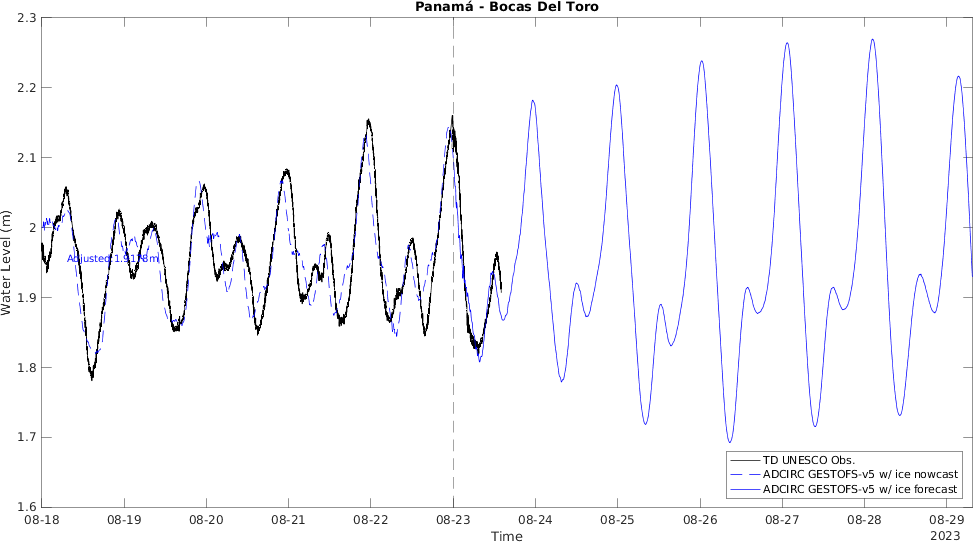 Panamá - Bocas Del Toro
2.3
2.2
2.1
2
1.9
1.8
1.7
1.6
Water Level (m)
TD UNESCO Obs.
ADCIRC GESTOFS-v5 w/ ice nowcast
ADCIRC GESTOFS-v5 w/ ice forecast
08-18 08-19 08-20 08-21 08-22 08-23 08-24 08-25 08-26 08-27 08-28 08-29
Time
2023